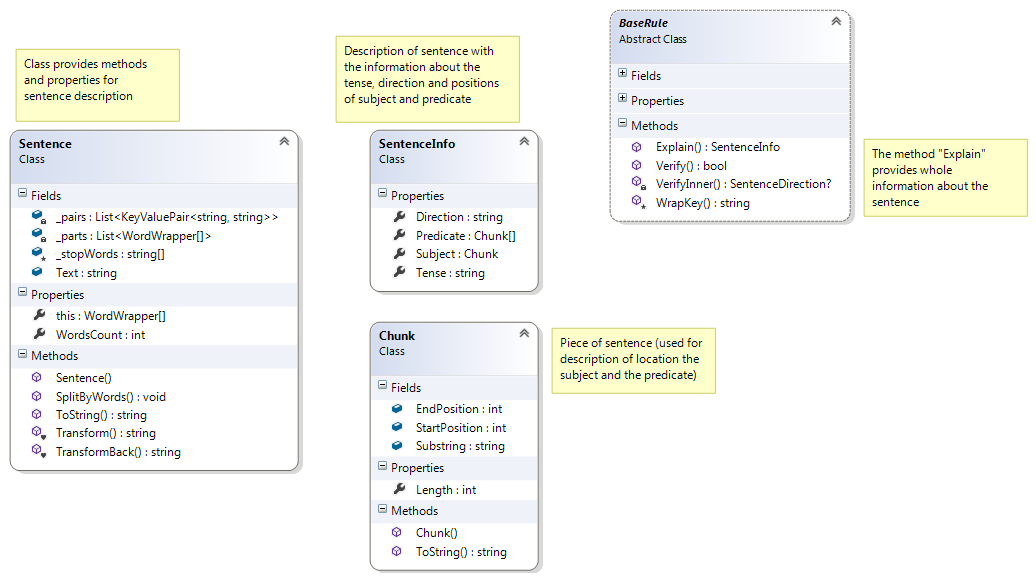 Class provides methods
and properties for
sentence description
Sentence
Class
Fields
_pairs : List<KeyValuePair<string, string>>
_parts : List<WordWrapper[]>
_stopWords : string[]
Text : string
Properties
this : WordWrapper[]
WordsCount : int
Methods
Sentence()
SplitByWords() : void
ToString() : string
Transform() : string
TransformBack() : string
Description of sentence with
the information about the
tense, direction and positions
of subject and predicate
SentenceInfo
Class
Properties
Direction : string
Predicate : Chunk[]
Subject : Chunk
Tense : string
Chunk
Class
Fields
EndPosition : int
StartPosition : int
Substring : string
Properties
Length : int
Methods
Chunk()
ToString() : string
Piece of sentence (used for
description of location the
subject and the predicate)
BaseRule
Abstract Class
Fields
Properties
Methods
Explain() : SentenceInfo
Verify() : bool
VerifyInner() : SentenceDirection?
WrapKey() : string
The method "Explain"
provides whole
information about the
sentence